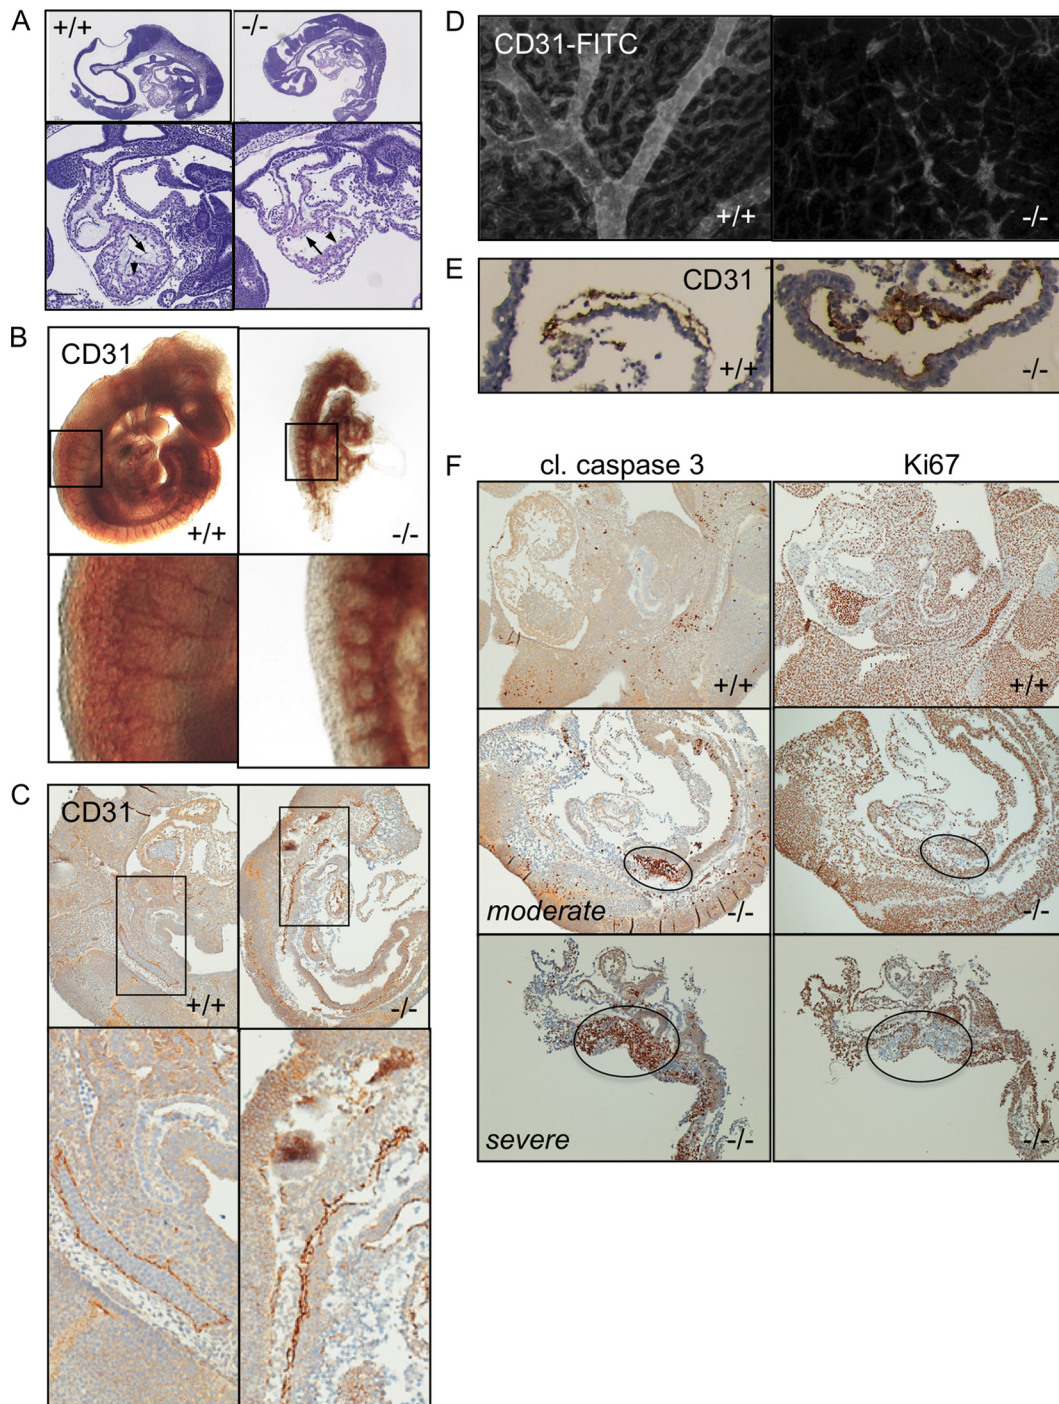 A
+/+
-/-
B
CD31
+/+
-/-
C
CD31
+/+
-/-
D
CD31-FITC
+/+
-/-
E
CD31
+/+
-/-
F
cl. caspase 3
Ki67
+/+
+/+
moderate
-/-
-/-
severe
-/-
-/-